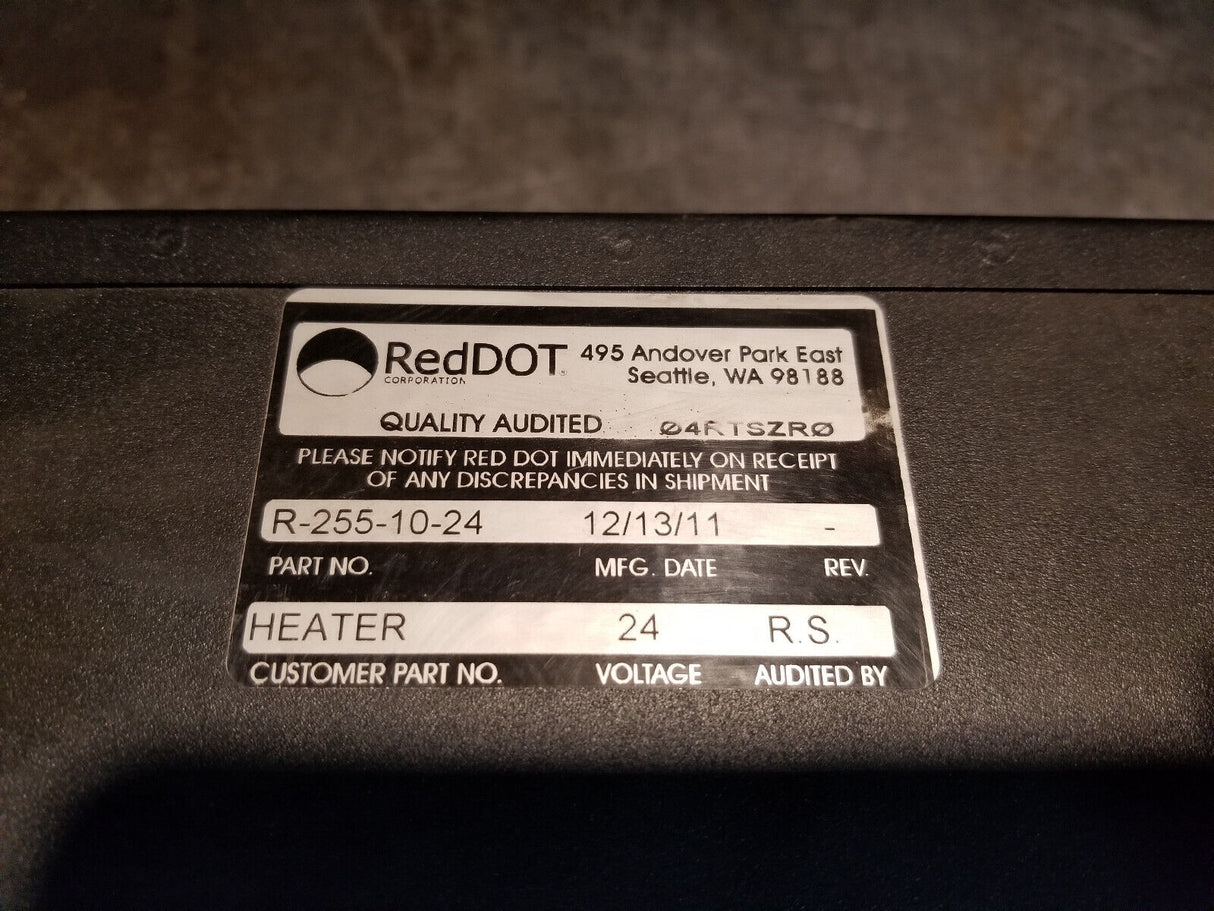 RedDOT
CORPORATION
495 Andover Park East
Seattle, WA 98188
QUALITY AUDITED
PLEASE NOTIFY RED DOT IMMEDIATELY ON RECEIPT
OF ANY DISCREPANCIES IN SHIPMENT
R-255-10-24 12/13/11 -
PART NO. MFG. DATE REV.
HEATER 24 R.S.
CUSTOMER PART NO. VOLTAGE AUDITED BY